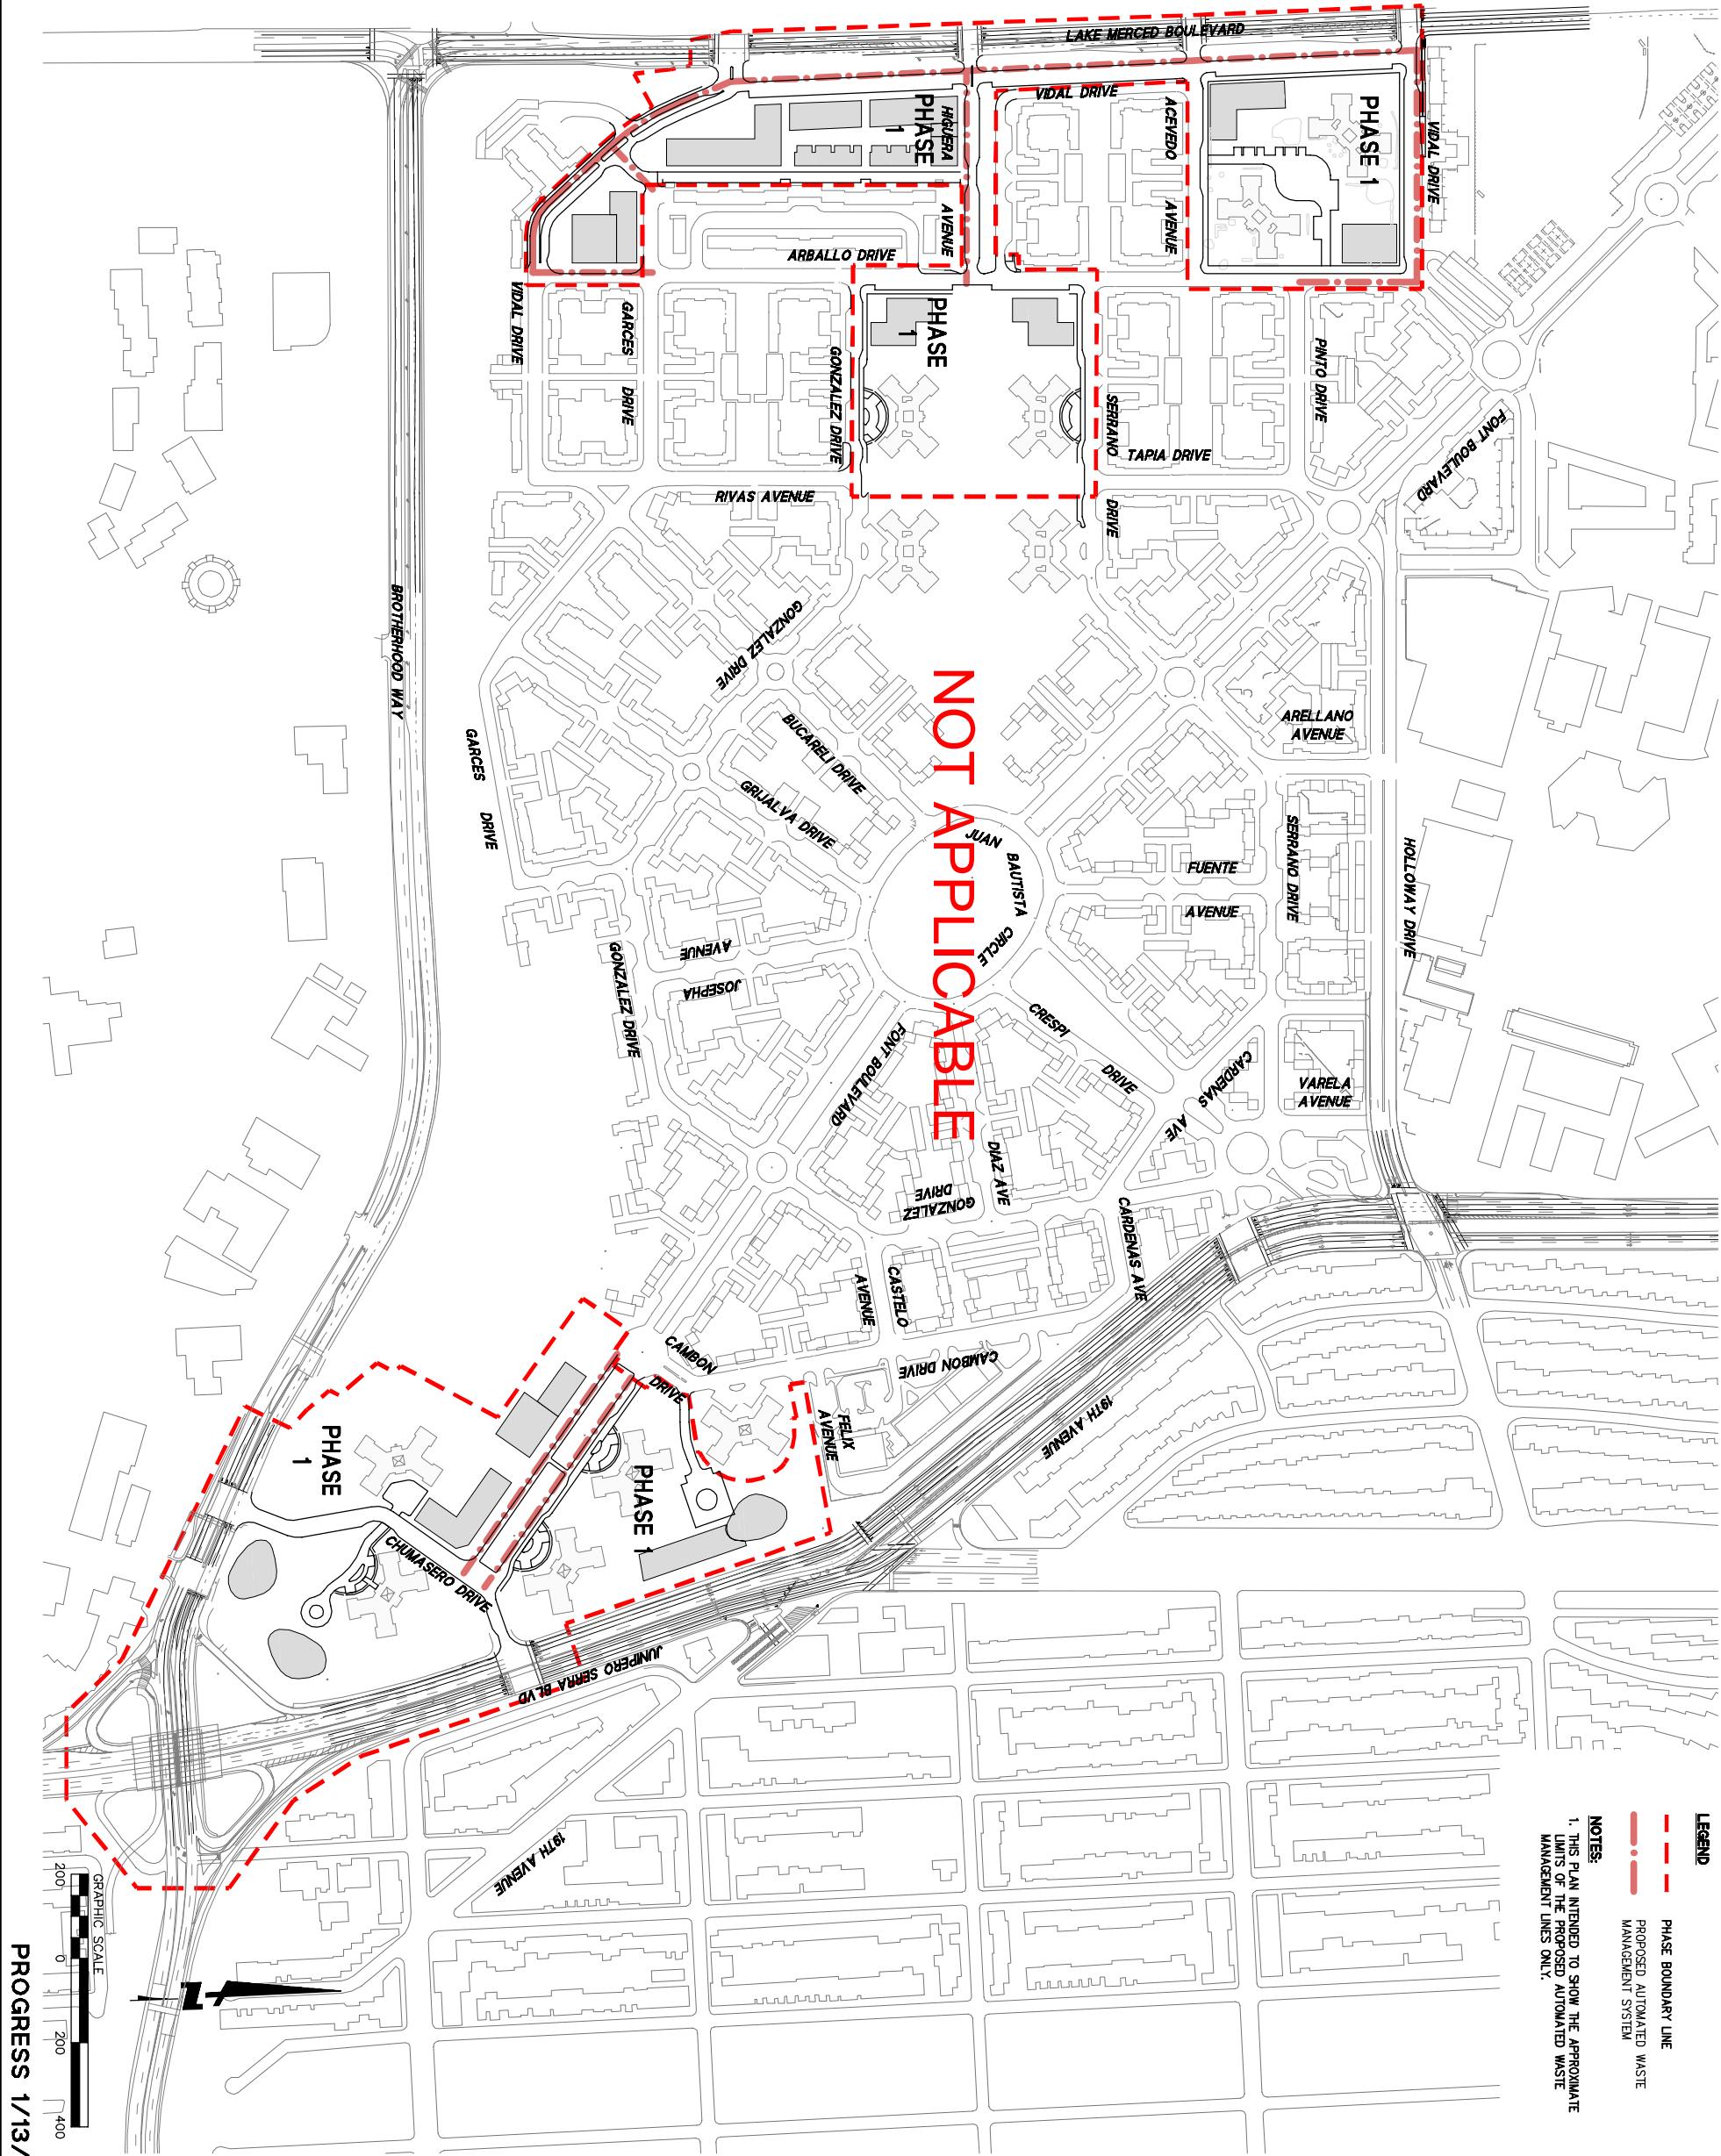 LAKE MERCED BOULEVARD
VIDAL DRIVE
ACEVEDO
AVENUE
PHASE 1
VIDAL DRIVE
PHASE
1
HIGUERA
AVENUE
ARBALLO DRIVE
VIDAL DRIVE
GARCES
DRIVE
GONZALEZ DRIVE
PHASE
1
SERRANO
DRIVE
TAPIA DRIVE
PINTO DRIVE
FONT BOULEVARD
RIVAS AVENUE
BROTHERHOOD WAY
GONZALEZ DRIVE
GARCES
DRIVE
BUCARELI DRIVE
GRIJALVA DRIVE
NOT APPLICABLE
JUAN
BAUTISTA
CIRCLE
ARELLANO
AVENUE
FUENTE
AVENUE
SERRANO DRIVE
HOLLOWAY DRIVE
AVENUE
JOSEPHA
GONZALEZ DRIVE
FONT BOULEVARD
CRESPI
DRIVE
CARDENAS
AVE
VARELA
AVENUE
DIAZ AVE
GONZALEZ
DRIVE
CARDENAS AVE
CASTELO
AVENUE
CAMBON
DRIVE
CAMBON DRIVE
FELIX
AVENUE
19TH AVENUE
PHASE
1
PHASE 1
CHUMASERO DRIVE
JUNIPERO SERRA BLVD
19TH AVENUE
LEGEND
PHASE BOUNDARY LINE
PROPOSED AUTOMATED WASTE
MANAGEMENT SYSTEM
NOTES:
1. THIS PLAN INTENDED TO SHOW THE APPROXIMATE
LIMITS OF THE PROPOSED AUTOMATED WASTE
MANAGEMENT LINES ONLY.
GRAPHIC SCALE
200 0 200 400
PROGRESS 1/13/